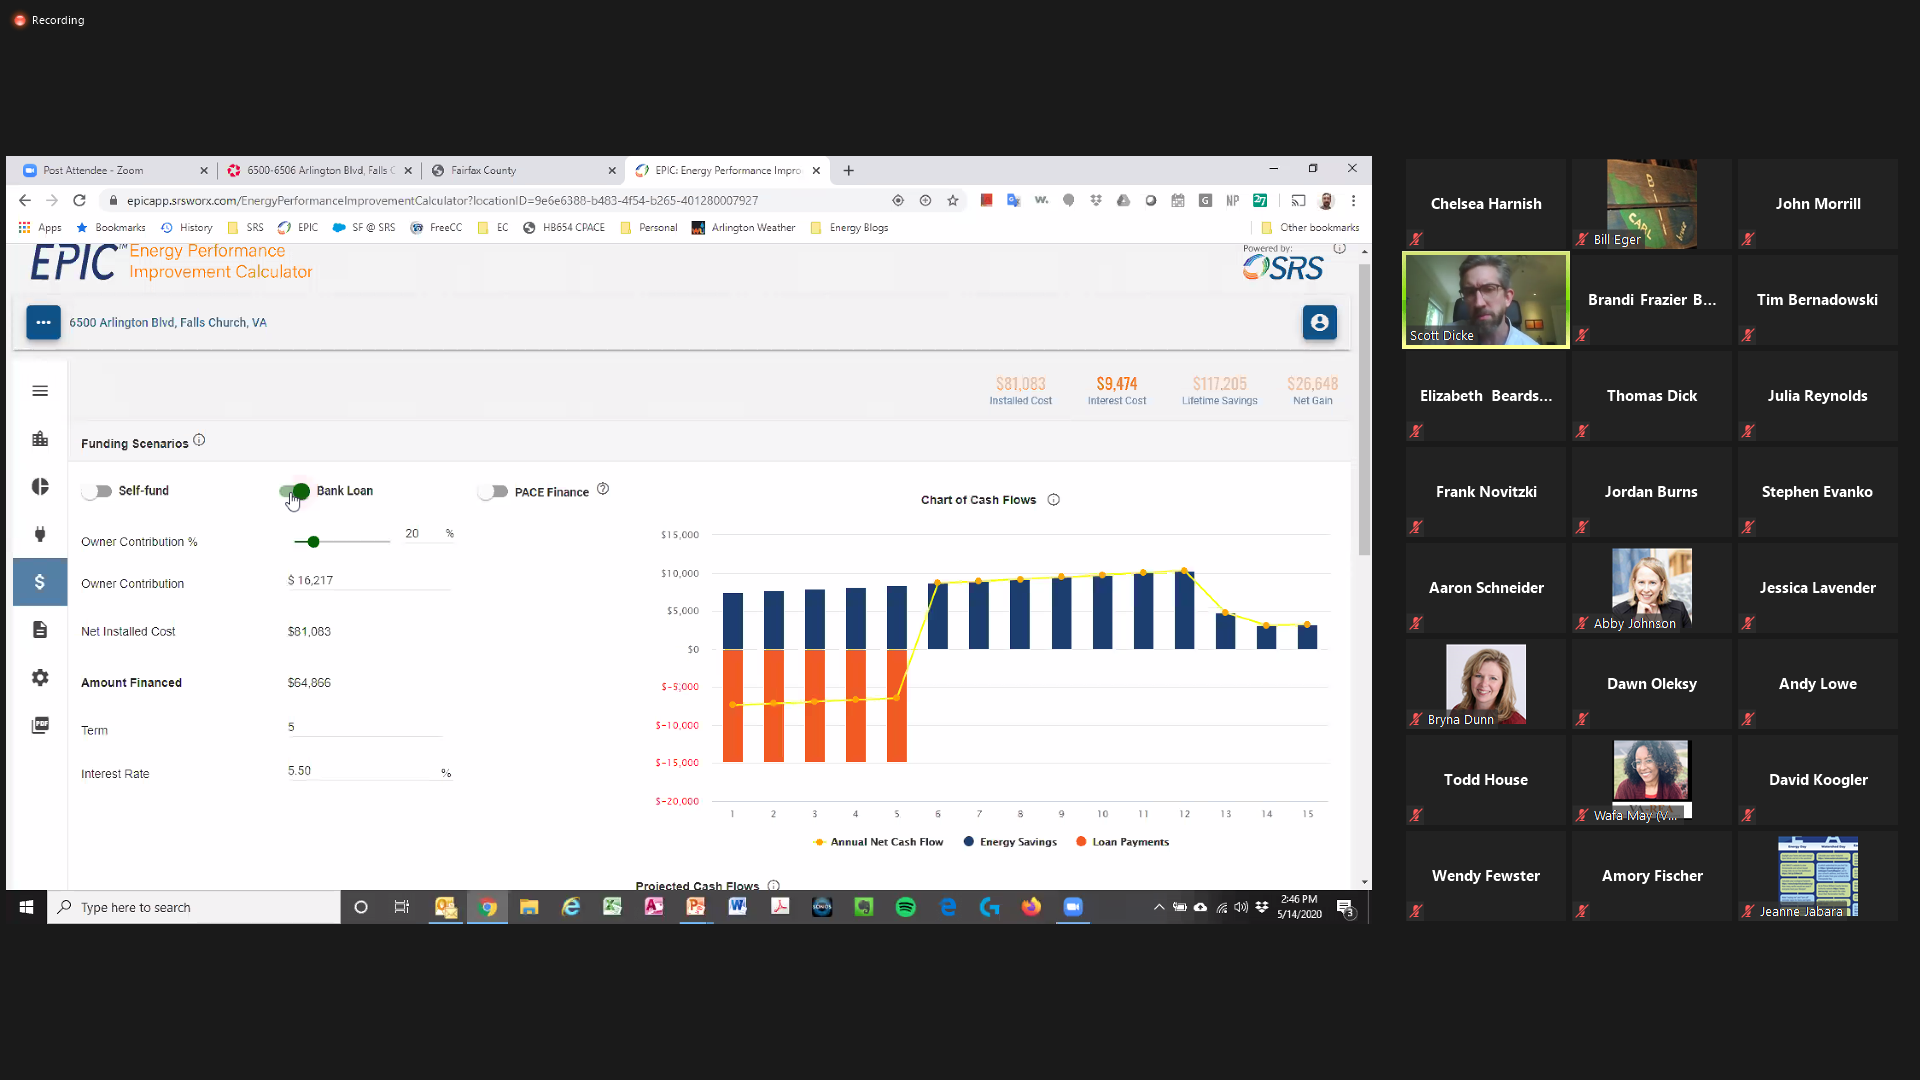 Recording
Post Attendee - Zoom
6500-6506 Arlington Blvd, Falls C
Fairfax County
EPIC: Energy Performance Impro
epicapp.srsworx.com/EnergyPerformanceImprovementCalculator?locationID=9e6e6388-b483-4f54-b265-401280007927
Apps
Bookmarks
History
SRS
EPIC
SF @ SRS
FreeCC
EC
HB654 CPACE
Personal
Arlington Weather
Energy Blogs
Other bookmarks
EPIC™ Energy Performance
Improvement Calculator
Powered by:
SRS
6500 Arlington Blvd, Falls Church, VA
$81,083 $9,474 $117,205 $26,648
Installed Cost Interest Cost Lifetime Savings Net Gain
Funding Scenarios
Self-fund Bank Loan PACE Finance
Owner Contribution % 20 %
Owner Contribution $ 16,217
Net Installed Cost $81,083
Amount Financed $64,866
Term 5
Interest Rate 5.50 %
Chart of Cash Flows
$15,000
$10,000
$5,000
$0
$-5,000
$-10,000
$-15,000
$-20,000
1 2 3 4 5 6 7 8 9 10 11 12 13 14 15
Annual Net Cash Flow Energy Savings Loan Payments
Projected Cash Flows
PDF
Type here to search
2:46 PM
5/14/2020
3
Chelsea Harnish
Bill Eger
John Morrill
Scott Dicke
Brandi Frazier B...
Tim Bernadowski
Elizabeth Beards...
Thomas Dick
Julia Reynolds
Frank Novitzki
Jordan Burns
Stephen Evanko
Aaron Schneider
Abby Johnson
Jessica Lavender
Bryna Dunn
Dawn Oleksy
Andy Lowe
Todd House
Wafa May (V...
David Koogler
Wendy Fewster
Amory Fischer
Jeanne Jabara